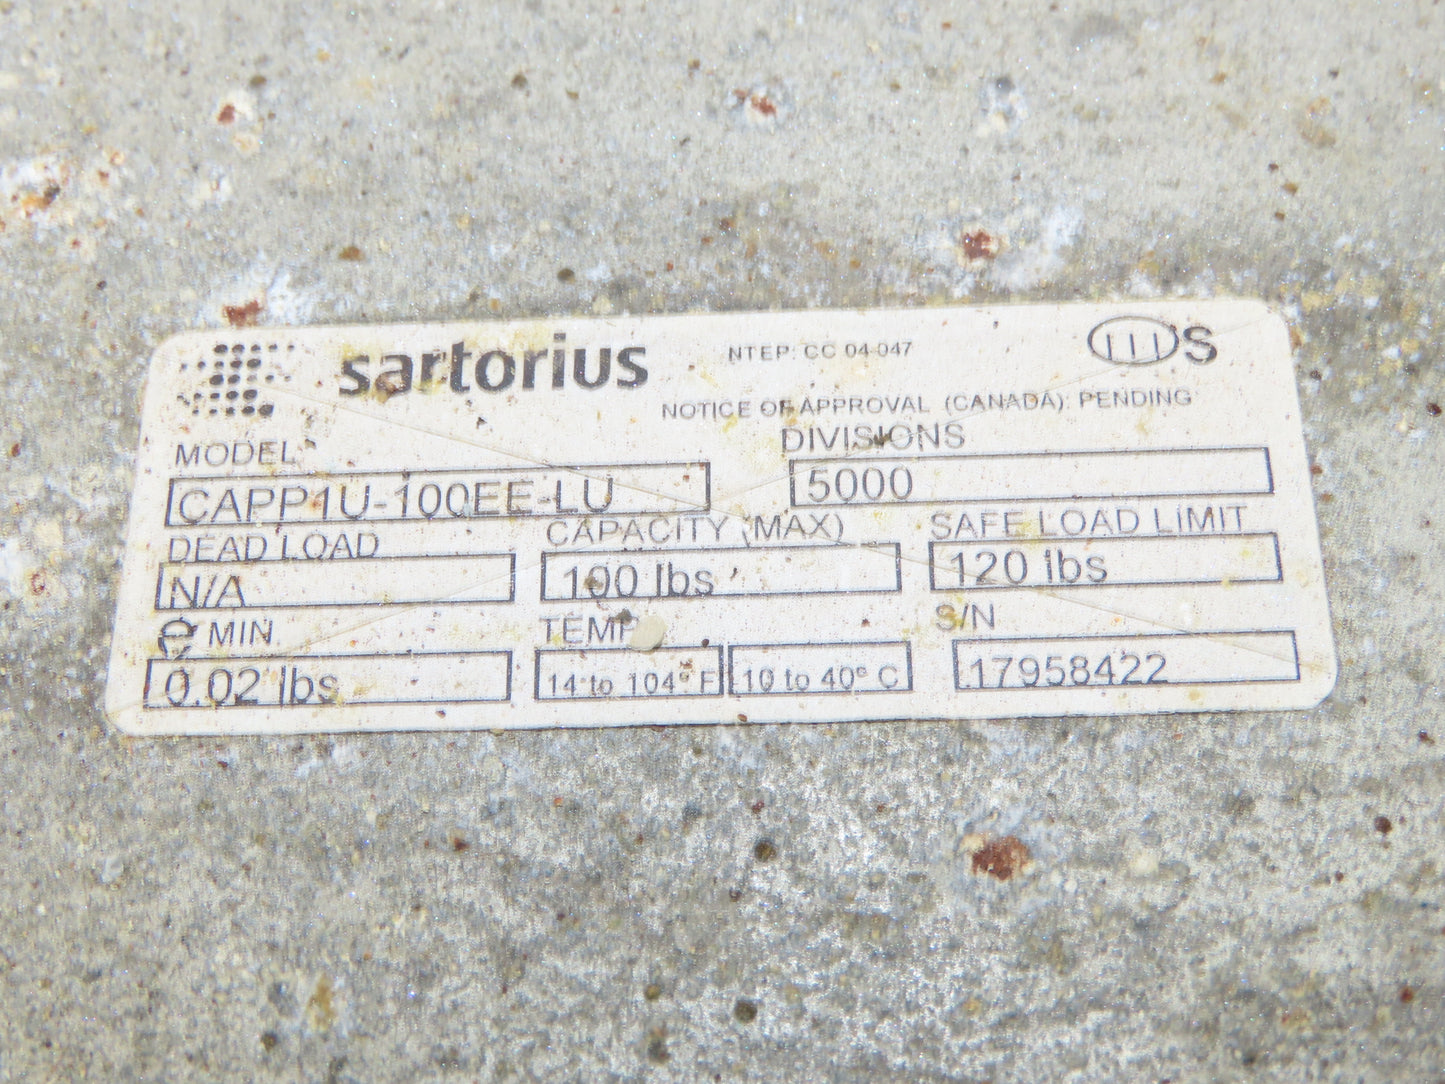 sartorius
NTEP: CC 04-047
IIIS
NOTICE OF APPROVAL (CANADA): PENDING
MODEL
DIVISIONS
CAPP1U-100EE-LU
5000
DEAD LOAD
CAPACITY (MAX)
SAFE LOAD LIMIT
N/A
100 lbs
120 lbs
e MIN
TEMP
S/N
0.02 lbs
14 to 104° F
10 to 40° C
17958422